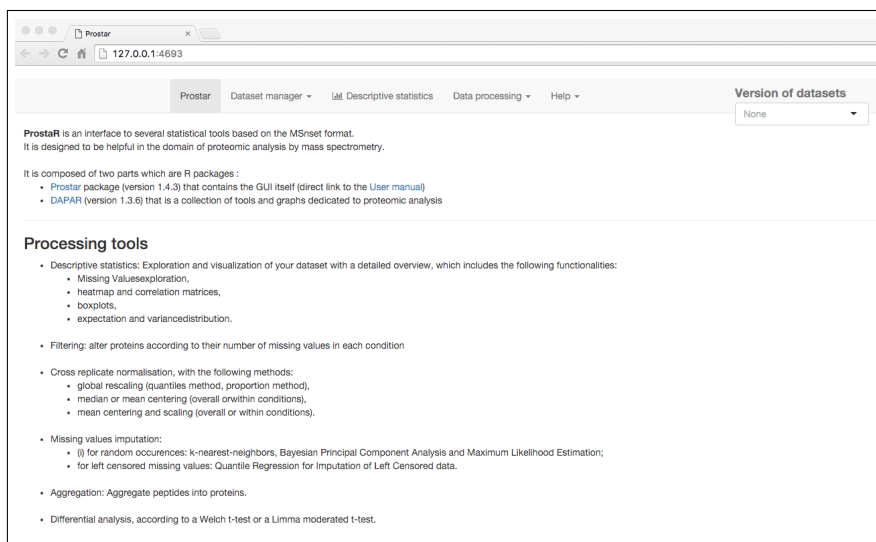 Prostar
127.0.0.1:4693
Prostar Dataset manager Descriptive statistics Data processing Help
Version of datasets
None
ProstaR is an interface to several statistical tools based on the MSnset format.
It is designed to be helpful in the domain of proteomic analysis by mass spectrometry.
It is composed of two parts which are R packages :
• Prostar package (version 1.4.3) that contains the GUI itself (direct link to the User manual)
• DAPAR (version 1.3.6) that is a collection of tools and graphs dedicated to proteomic analysis
Processing tools
• Descriptive statistics: Exploration and visualization of your dataset with a detailed overview, which includes the following functionalities:
• Missing Valuesexploration,
• heatmap and correlation matrices,
• boxplots,
• expectation and variancedistribution.
• Filtering: alter proteins according to their number of missing values in each condition
• Cross replicate normalisation, with the following methods:
• global rescaling (quantiles method, proportion method),
• median or mean centering (overall orwithin conditions),
• mean centering and scaling (overall or within conditions).
• Missing values imputation:
• (i) for random occurences: k-nearest-neighbors, Bayesian Principal Component Analysis and Maximum Likelihood Estimation;
• for left censored missing values: Quantile Regression for Imputation of Left Censored data.
• Aggregation: Aggregate peptides into proteins.
• Differential analysis, according to a Welch t-test or a Limma moderated t-test.